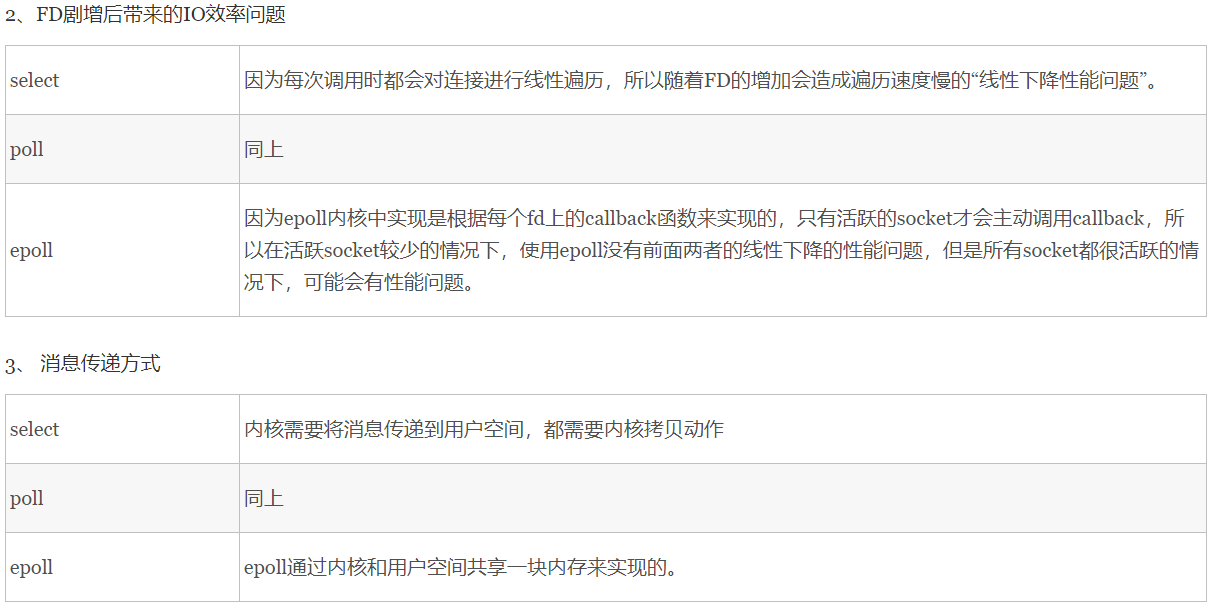 2、FD剧增后带来的IO效率问题
select
因为每次调用时都会对连接进行线性遍历，所以随着FD的增加会造成遍历速度慢的“线性下降性能问题”。
poll
同上
epoll
因为epoll内核中实现是根据每个fd上的callback函数来实现的，只有活跃的socket才会主动调用callback，所
以在活跃socket较少的情况下，使用epoll没有前面两者的线性下降的性能问题，但是所有socket都很活跃的情
况下，可能会有性能问题。
3、 消息传递方式
select
内核需要将消息传递到用户空间，都需要内核拷贝动作
poll
同上
epoll
epoll通过内核和用户空间共享一块内存来实现的。